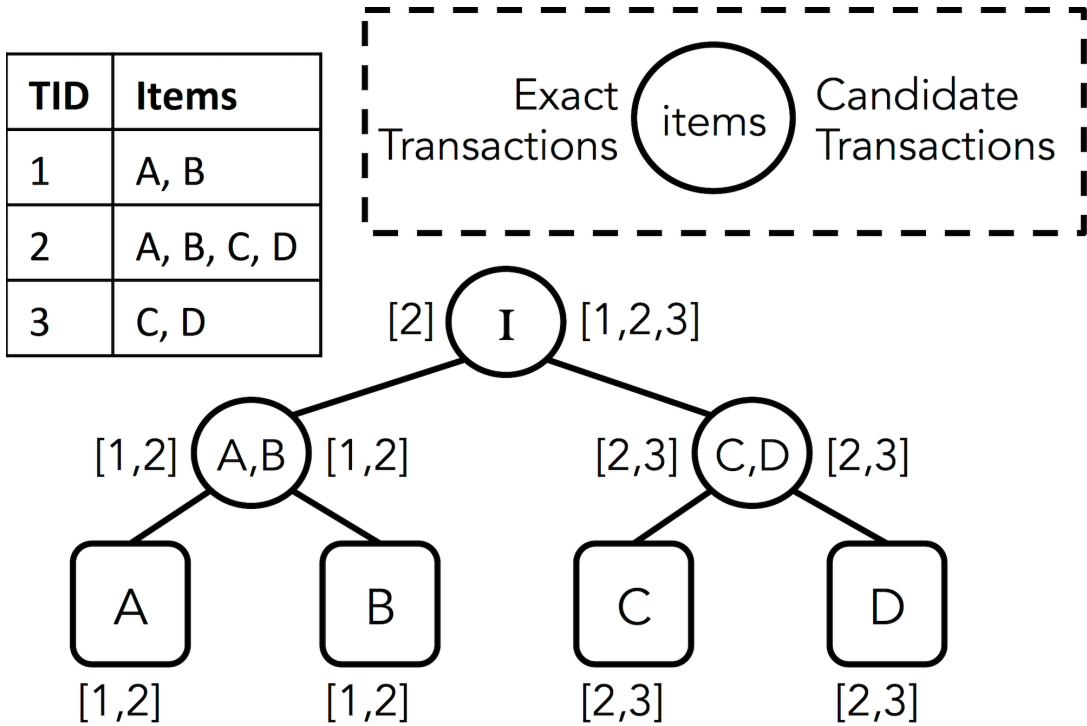 TID Items
1 A, B
2 A, B, C, D
3 C, D
Exact
Transactions
items
Candidate
Transactions
[2] I [1,2,3]
[1,2] A,B [1,2] [2,3] C,D [2,3]
A B C D
[1,2] [1,2] [2,3] [2,3]